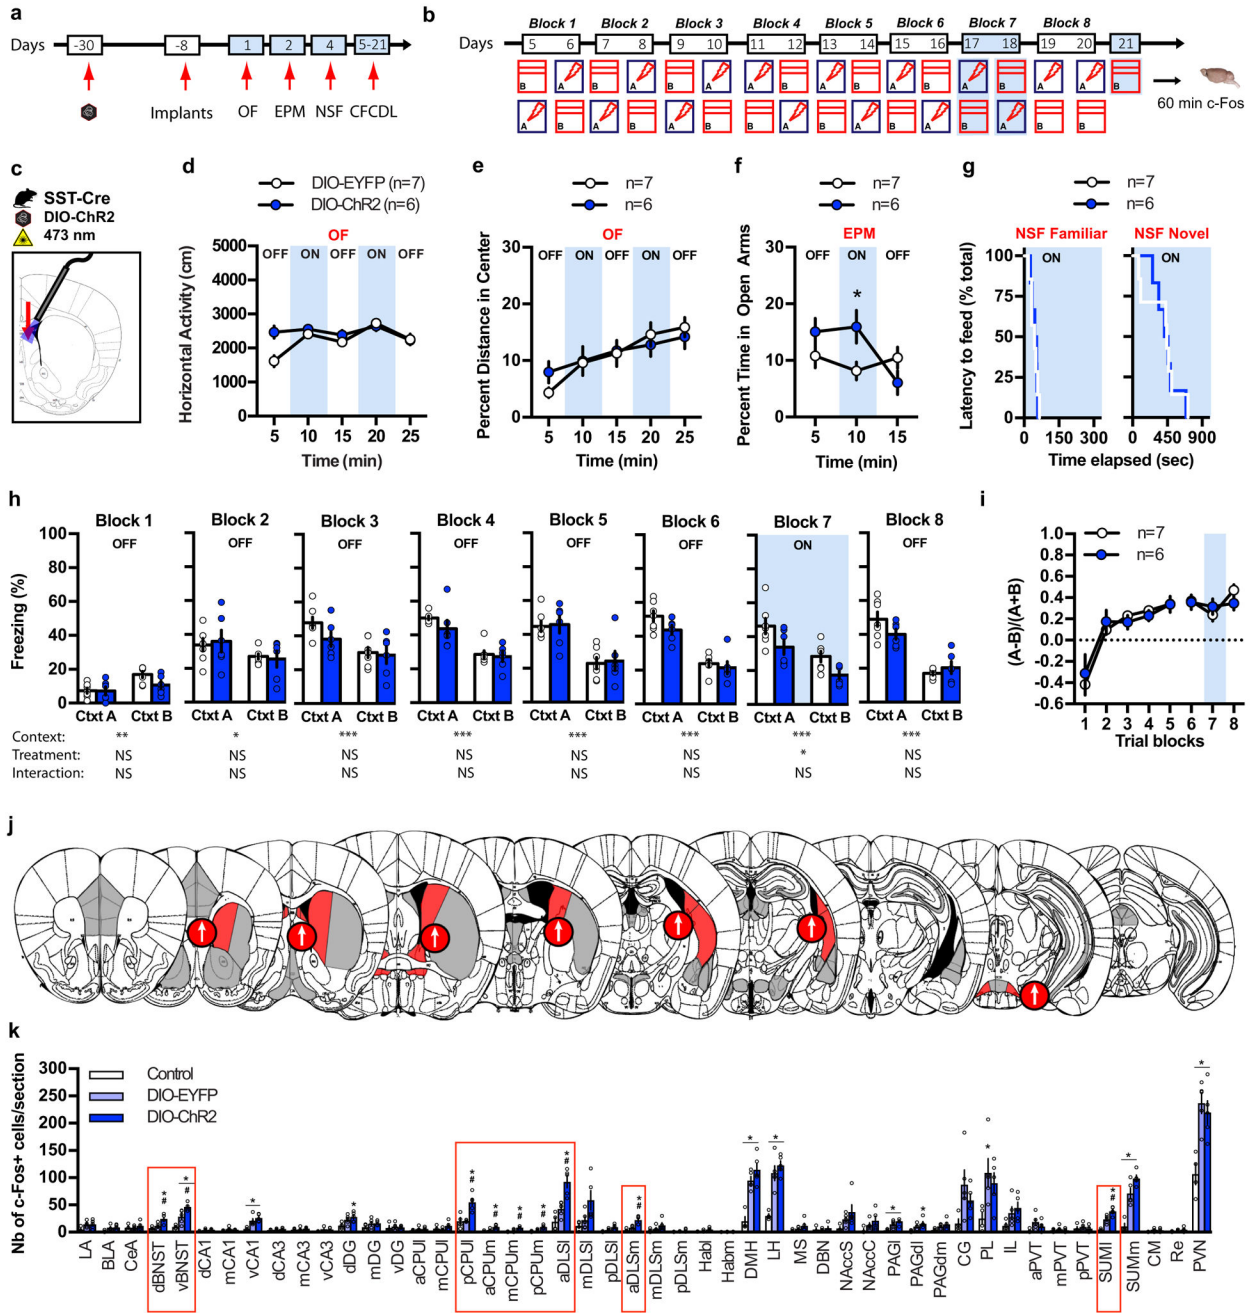 a
Days
-30
-8
1
2
4
5-21
Implants
OF
EPM
NSF
CFCDL
b
Block 1
Block 2
Block 3
Block 4
Block 5
Block 6
Block 7
Block 8
Days
5 6
7 8
9 10
11 12
13 14
15 16
17 18
19 20
21
B A B A B A A B B A B A A B A A B
A B A B A B B A A B A B B A B B
60 min c-Fos
c
SST-Cre
DIO-ChR2
473 nm
d
DIO-EYFP (n=7)
DIO-ChR2 (n=6)
OF
OFF ON OFF ON OFF
Horizontal Activity (cm)
5000
4000
3000
2000
1000
0
5 10 15 20 25
Time (min)
e
n=7
n=6
OF
OFF ON OFF ON OFF
Percent Distance in Center
30
20
10
0
5 10 15 20 25
Time (min)
f
n=7
n=6
EPM
OFF ON OFF
*
Percent Time in Open Arms
30
20
10
0
5 10 15
Time (min)
g
n=7
n=6
NSF Familiar
NSF Novel
ON
ON
Latency to feed (% total)
100
75
50
25
0
0 150 300
0 450 900
Time elapsed (sec)
h
Block 1
Block 2
Block 3
Block 4
Block 5
Block 6
Block 7
Block 8
OFF
OFF
OFF
OFF
OFF
OFF
ON
OFF
Freezing (%)
100
80
60
40
20
0
Ctxt A Ctxt B
Ctxt A Ctxt B
Ctxt A Ctxt B
Ctxt A Ctxt B
Ctxt A Ctxt B
Ctxt A Ctxt B
Ctxt A Ctxt B
Ctxt A Ctxt B
Context: ** * *** *** *** *** *** ***
Treatment: NS NS NS NS NS NS * NS
Interaction: NS NS NS NS NS NS NS NS
i
n=7
n=6
(A-B)/(A+B)
1.0
0.8
0.6
0.4
0.2
0.0
-0.2
-0.4
-0.6
1 2 3 4 5 6 7 8
Trial blocks
j
k
Control
DIO-EYFP
DIO-ChR2
Nb of c-Fos+ cells/section
300
250
200
150
100
50
0
LA
BLA
CeA
dBNST
vBNST
dCA1
mCA1
vCA1
dCA3
mCA3
vCA3
dDG
mDG
vDG
aCPUl
mCPUl
pCPUl
aCPUm
mCPUm
pCPUm
aDLSl
mDLSl
pDLSl
aDLSm
mDLSm
pDLSm
Habl
Habm
DMH
LH
MS
DBN
NAccS
NAccC
PAGl
PAGdl
PAGdm
CG
PL
IL
aPVT
mPVT
pPVT
SUMl
SUMm
CM
Re
PVN